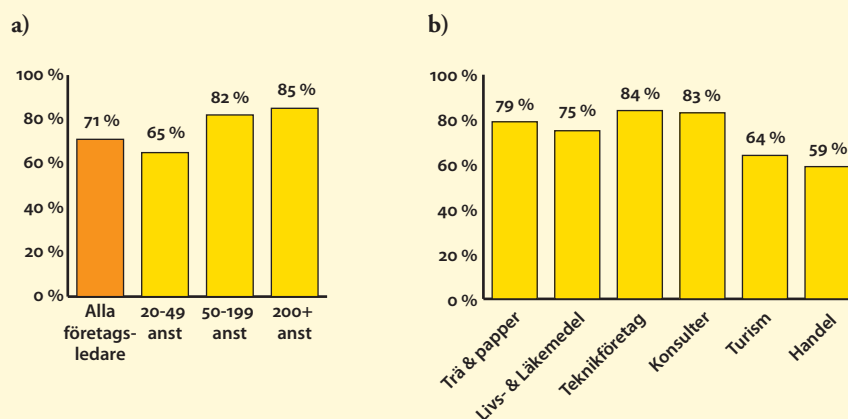 a)
100 %
80 %
60 %
40 %
20 %
0 %
71 %
65 %
82 %
85 %
Alla
företags-
ledare
20-49
anst
50-199
anst
200+
anst
b)
100 %
80 %
60 %
40 %
20 %
0 %
79 %
75 %
84 %
83 %
64 %
59 %
Trä & papper
Livs- & Läkemedel
Teknikföretag
Konsulter
Turism
Handel